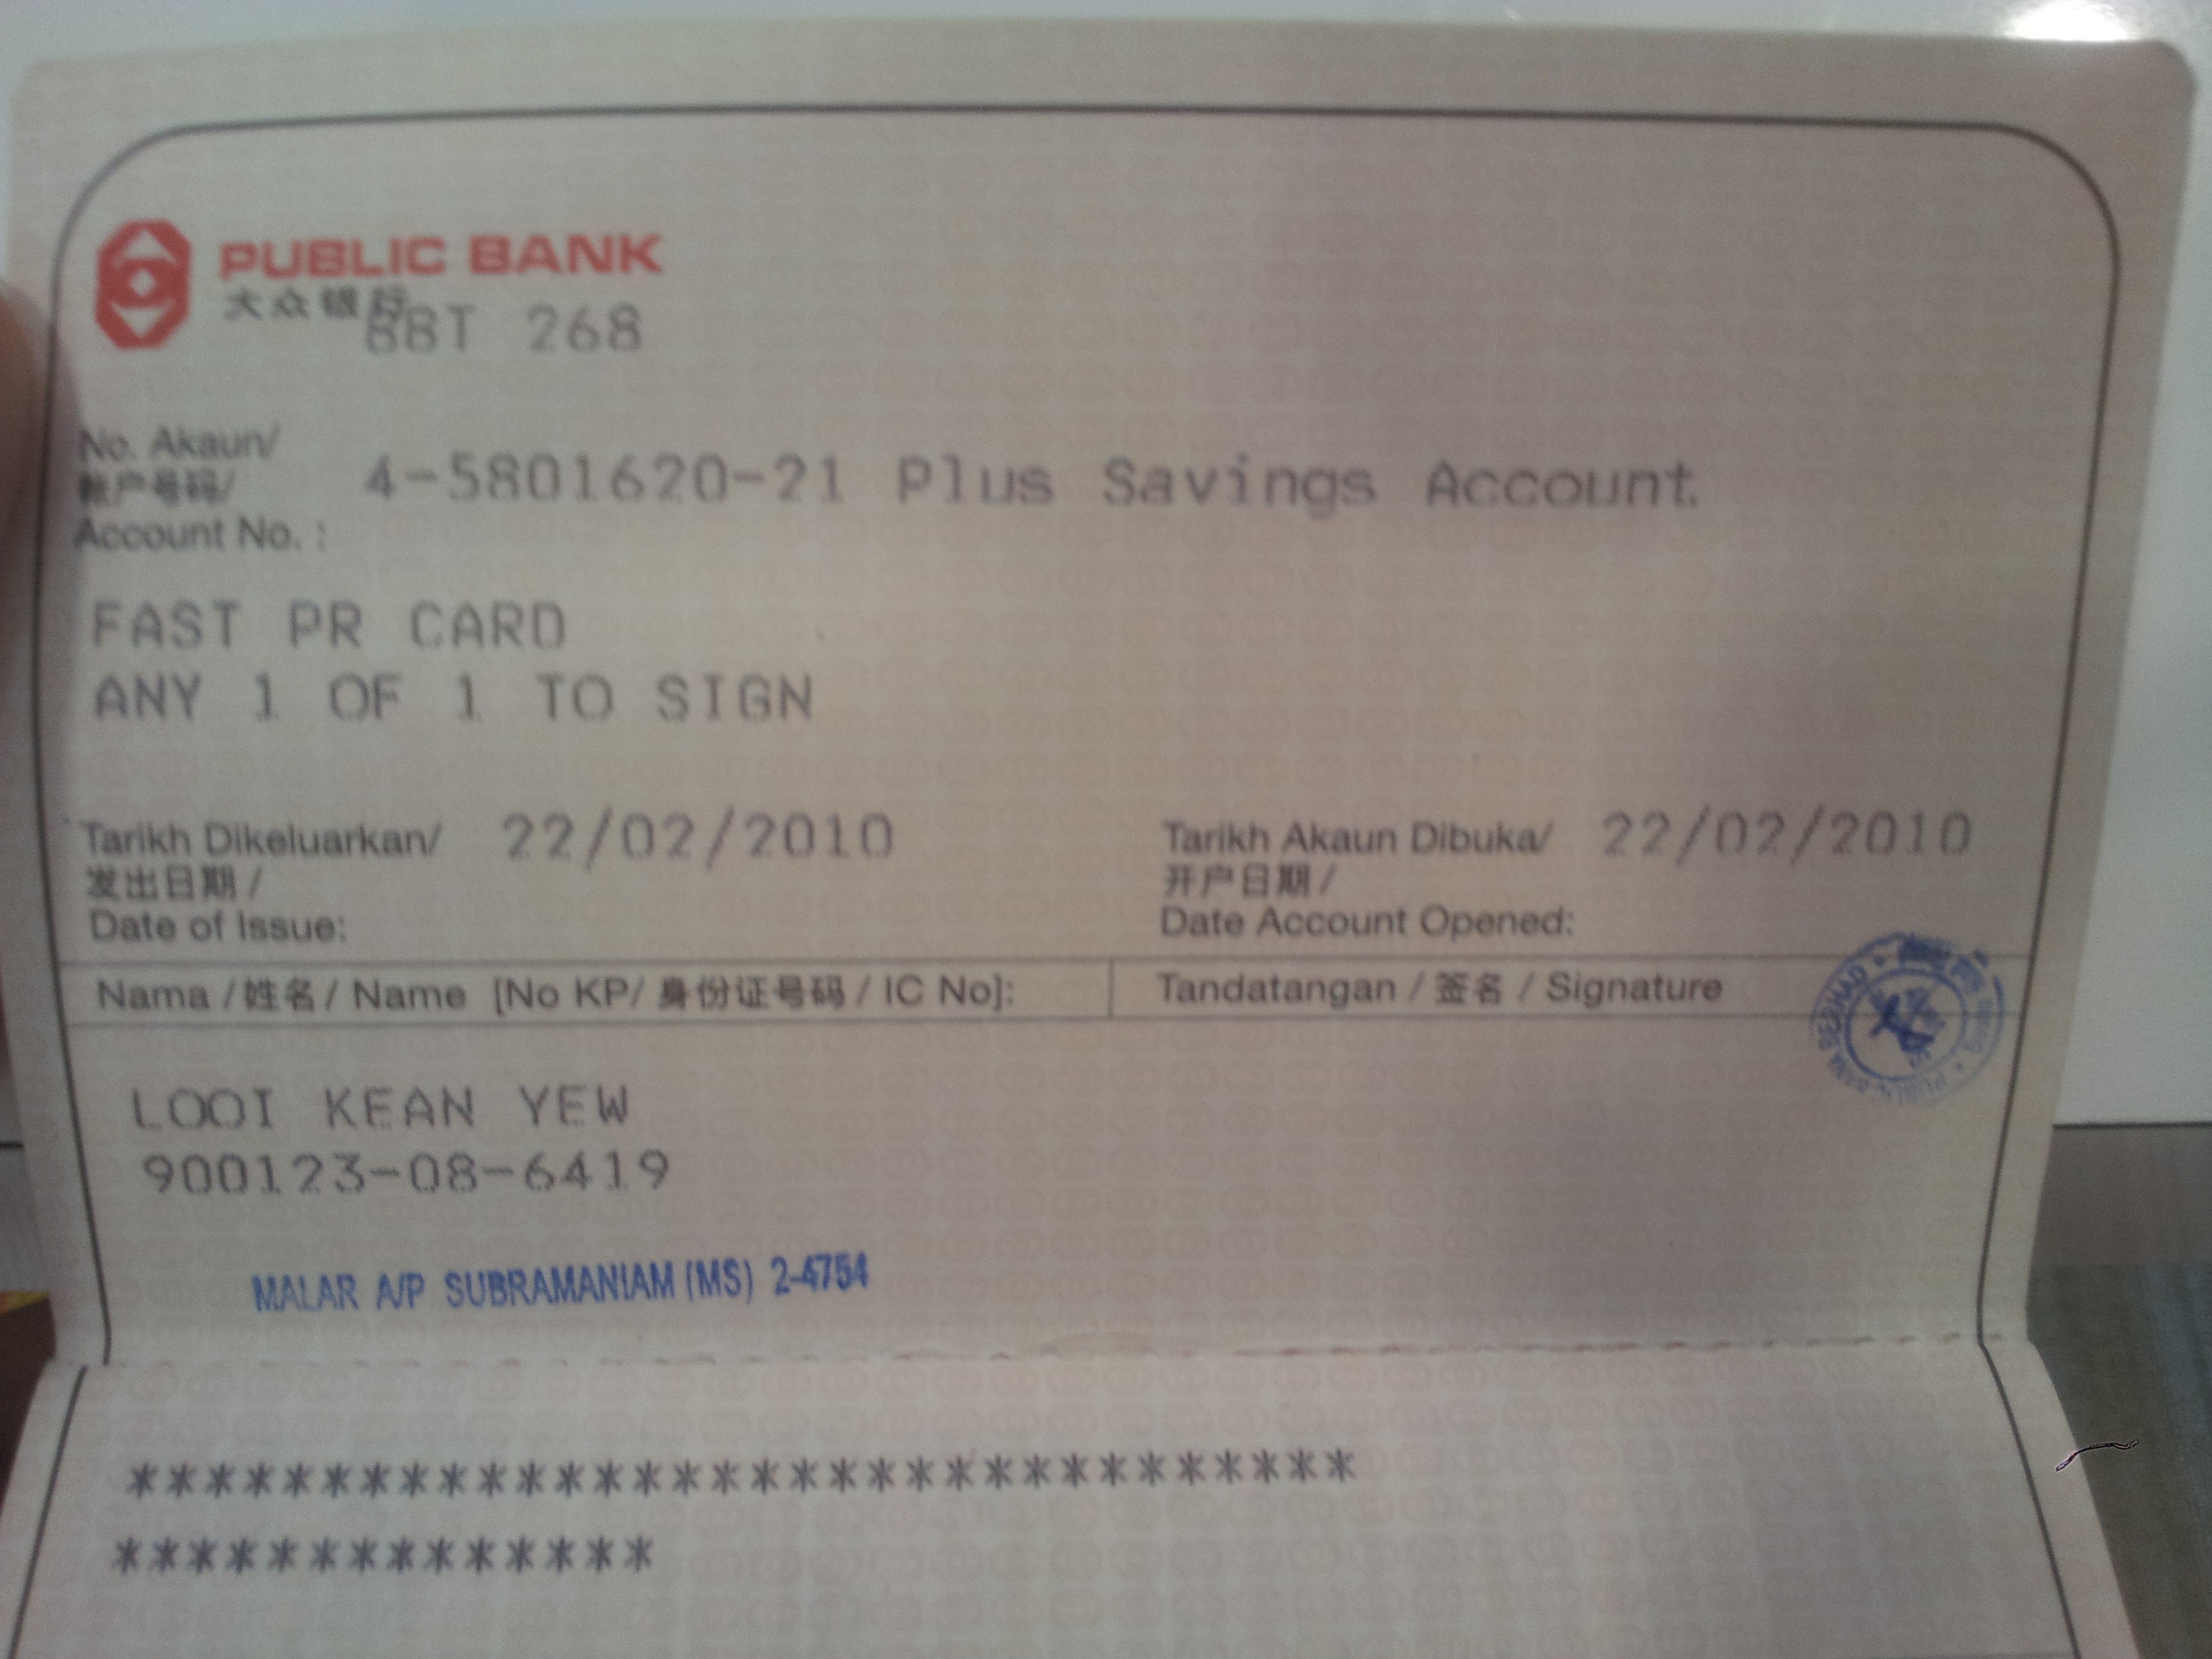 PUBLIC BANK
大众银行
BBT 268
No. Akaun/
帐户号码/
Account No. :
4-5801620-21 Plus Savings Account
FAST PR CARD
ANY 1 OF 1 TO SIGN
Tarikh Dikeluarkan/ 22/02/2010
发出日期 /
Date of Issue:
Tarikh Akaun Dibuka/ 22/02/2010
开户日期 /
Date Account Opened:
Nama / 姓名 / Name [No KP/ 身份证号码 / IC No]:
Tandatangan / 签名 / Signature
LOOI KEAN YEW
900123-08-6419
MALAR A/P SUBRAMANIAM (MS) 2-4754
********************************
**************